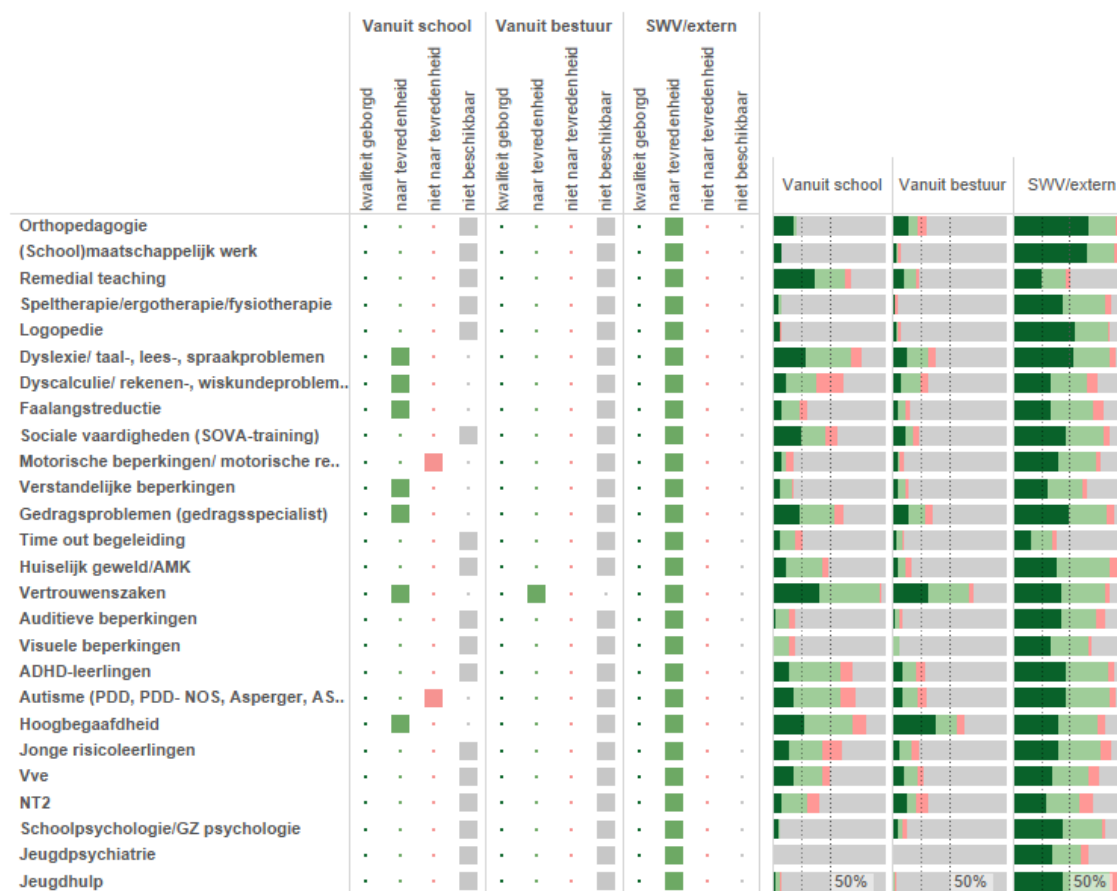 Vanuit school Vanuit bestuur SWV/extern
kwaliteit geborgd
naar tevredenheid
niet naar tevredenheid
niet beschikbaar
kwaliteit geborgd
naar tevredenheid
niet naar tevredenheid
niet beschikbaar
kwaliteit geborgd
naar tevredenheid
niet naar tevredenheid
niet beschikbaar
Vanuit school Vanuit bestuur SWV/extern
Orthopedagogie
(School)maatschappelijk werk
Remedial teaching
Speltherapie/ergotherapie/fysiotherapie
Logopedie
Dyslexie/ taal-, lees-, spraakproblemen
Dyscalculie/ rekenen-, wiskundeproblem..
Faalangstreductie
Sociale vaardigheden (SOVA-training)
Motorische beperkingen/ motorische re..
Verstandelijke beperkingen
Gedragsproblemen (gedragsspecialist)
Time out begeleiding
Huiselijk geweld/AMK
Vertrouwenszaken
Auditieve beperkingen
Visuele beperkingen
ADHD-leerlingen
Autisme (PDD, PDD- NOS, Asperger, AS..
Hoogbegaafdheid
Jonge risicoleerlingen
Vve
NT2
Schoolpsychologie/GZ psychologie
Jeugdpsychiatrie
Jeugdhulp 50% 50% 50%